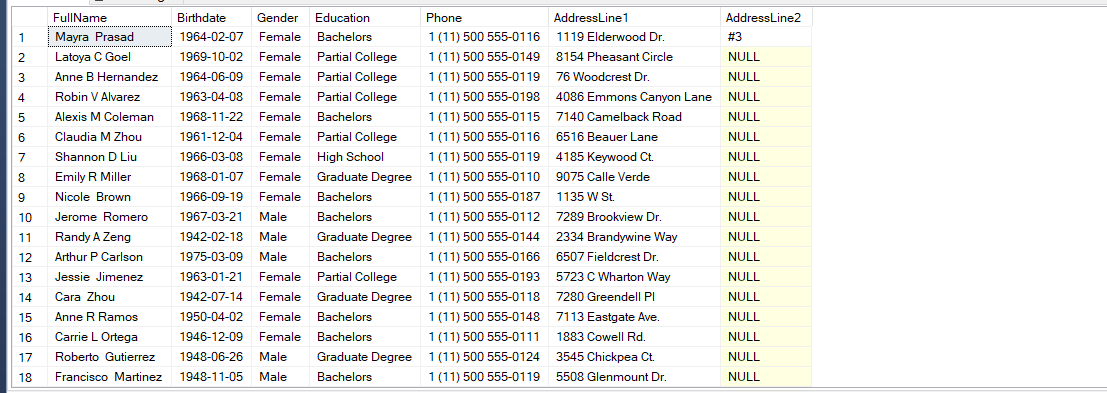 FullName Birthdate Gender Education Phone AddressLine1 AddressLine2
1 Mayra  Prasad 1964-02-07 Female Bachelors 1 (11) 500 555-0116 1119 Elderwood Dr. #3
2 Latoya C Goel 1969-10-02 Female Partial College 1 (11) 500 555-0149 8154 Pheasant Circle NULL
3 Anne B Hernandez 1964-06-09 Female Partial College 1 (11) 500 555-0119 76 Woodcrest Dr. NULL
4 Robin V Alvarez 1963-04-08 Female Partial College 1 (11) 500 555-0198 4086 Emmons Canyon Lane NULL
5 Alexis M Coleman 1968-11-22 Female Bachelors 1 (11) 500 555-0115 7140 Camelback Road NULL
6 Claudia M Zhou 1961-12-04 Female Partial College 1 (11) 500 555-0116 6516 Beauer Lane NULL
7 Shannon D Liu 1966-03-08 Female High School 1 (11) 500 555-0119 4185 Keywood Ct. NULL
8 Emily R Miller 1968-01-07 Female Graduate Degree 1 (11) 500 555-0110 9075 Calle Verde NULL
9 Nicole  Brown 1966-09-19 Female Bachelors 1 (11) 500 555-0187 1135 W St. NULL
10 Jerome  Romero 1967-03-21 Male Bachelors 1 (11) 500 555-0112 7289 Brookview Dr. NULL
11 Randy A Zeng 1942-02-18 Male Graduate Degree 1 (11) 500 555-0144 2334 Brandywine Way NULL
12 Arthur P Carlson 1975-03-09 Male Bachelors 1 (11) 500 555-0166 6507 Fieldcrest Dr. NULL
13 Jessie  Jimenez 1963-01-21 Female Partial College 1 (11) 500 555-0193 5723 C Wharton Way NULL
14 Cara  Zhou 1942-07-14 Female Graduate Degree 1 (11) 500 555-0118 7280 Greendell Pl NULL
15 Anne R Ramos 1950-04-02 Female Bachelors 1 (11) 500 555-0148 7113 Eastgate Ave. NULL
16 Carrie L Ortega 1946-12-09 Female Bachelors 1 (11) 500 555-0111 1883 Cowell Rd. NULL
17 Roberto  Gutierrez 1948-06-26 Male Graduate Degree 1 (11) 500 555-0124 3545 Chickpea Ct. NULL
18 Francisco  Martinez 1948-11-05 Male Bachelors 1 (11) 500 555-0119 5508 Glenmount Dr. NULL